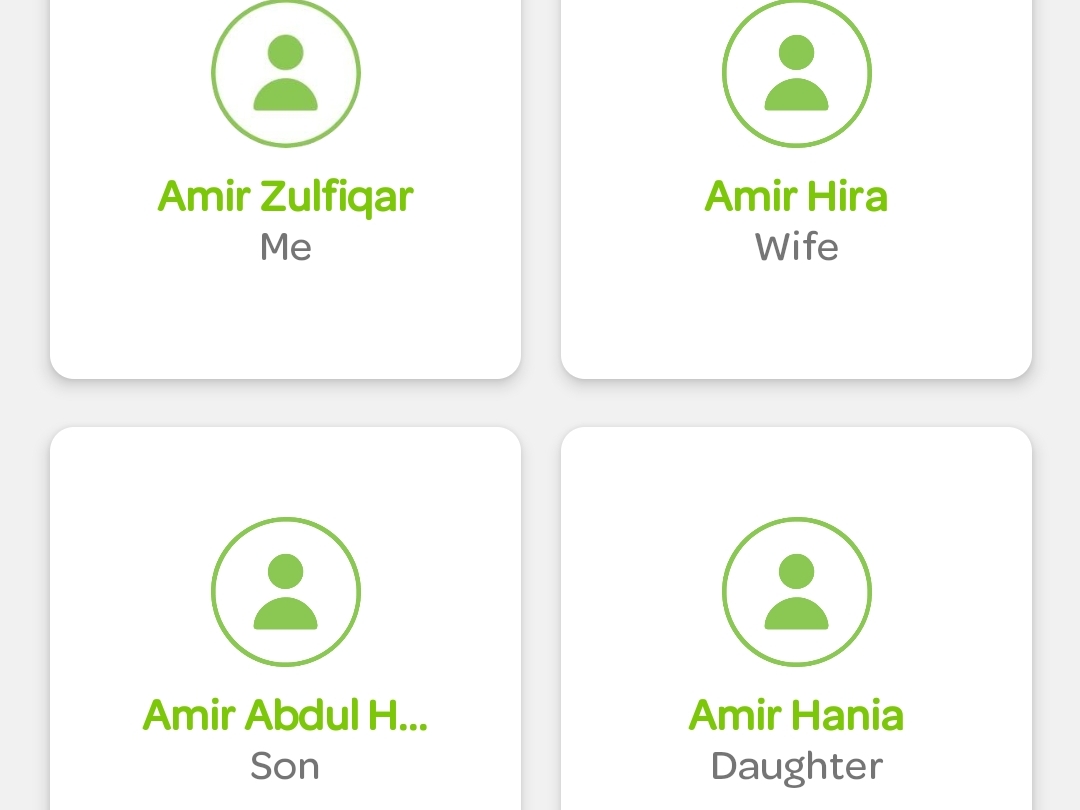 Amir Zulfiqar
Me
Amir Hira
Wife
Amir Abdul H...
Son
Amir Hania
Daughter